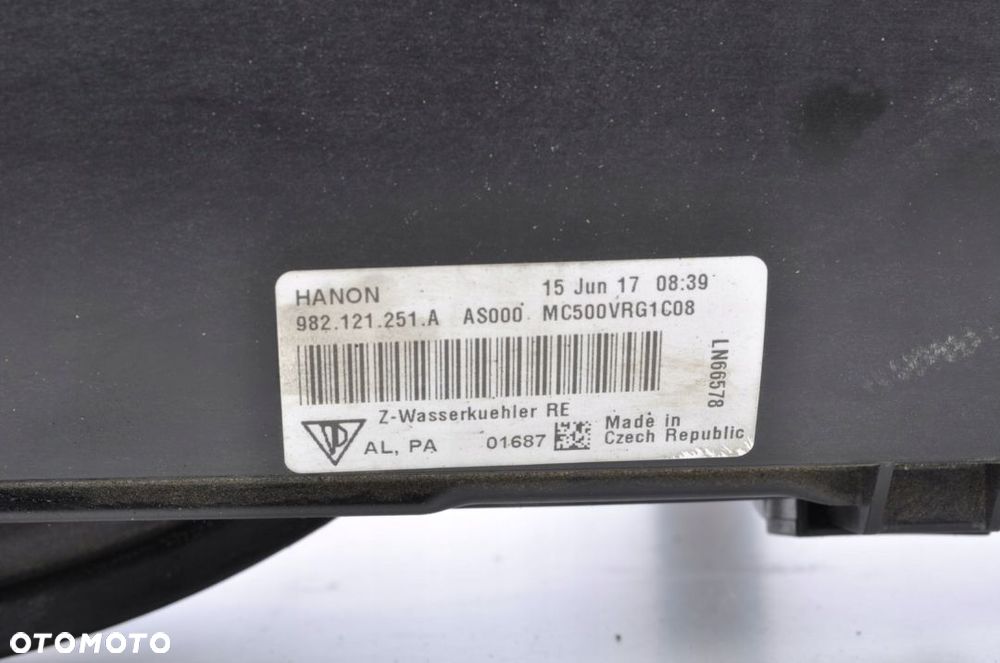 HANON 15 Jun 17 08:39
982.121.251.A AS000 MC500VRG1C08
LN66578
Z-Wasserkuehler RE
AL, PA 01687 Made in
Czech Republic
OTOMOTO